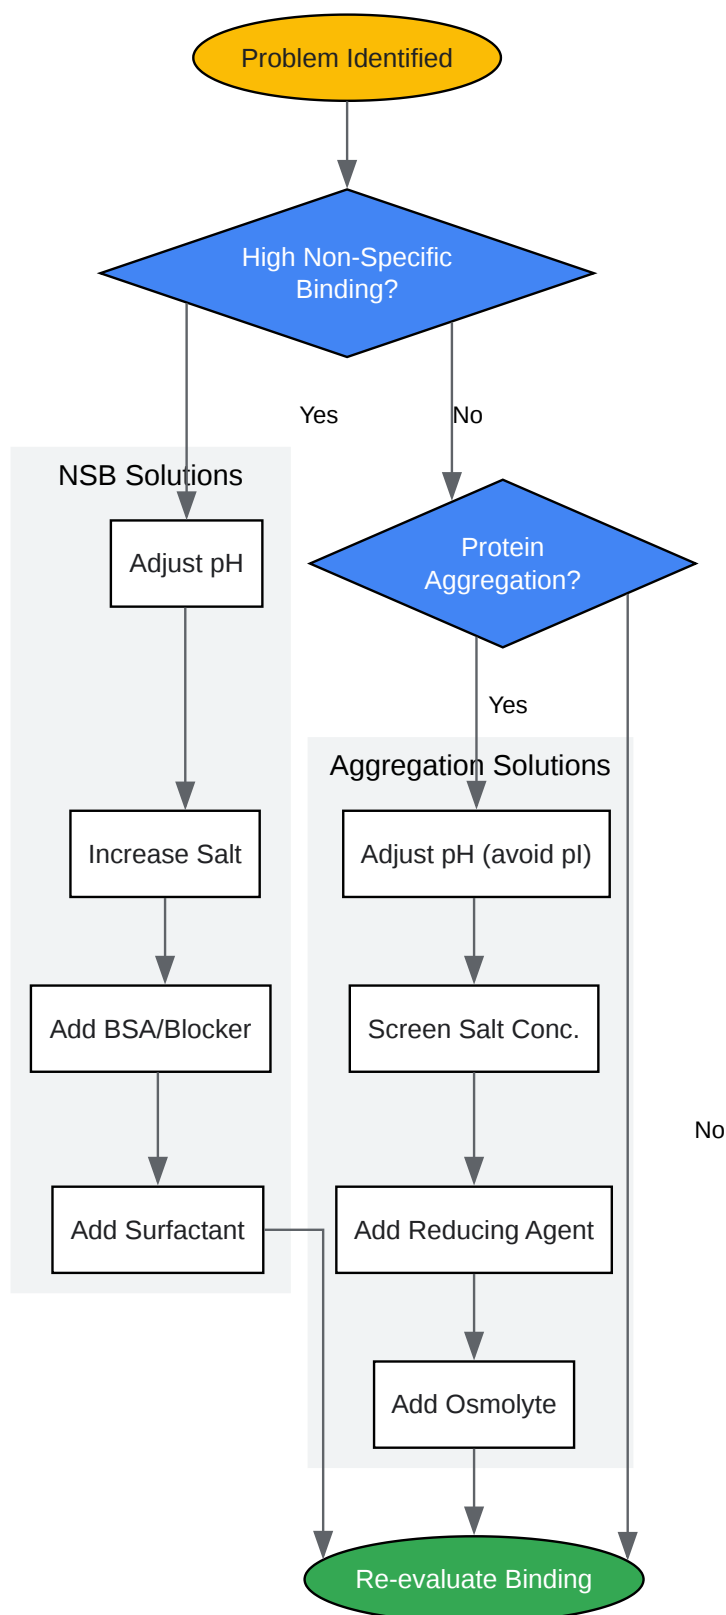 Problem Identified
High Non-Specific
Binding?
Yes
No
NSB Solutions
Adjust pH
Protein
Aggregation?
Yes
Aggregation Solutions
Increase Salt
Adjust pH (avoid pI)
Add BSA/Blocker
Screen Salt Conc.
No
Add Surfactant
Add Reducing Agent
Add Osmolyte
Re-evaluate Binding